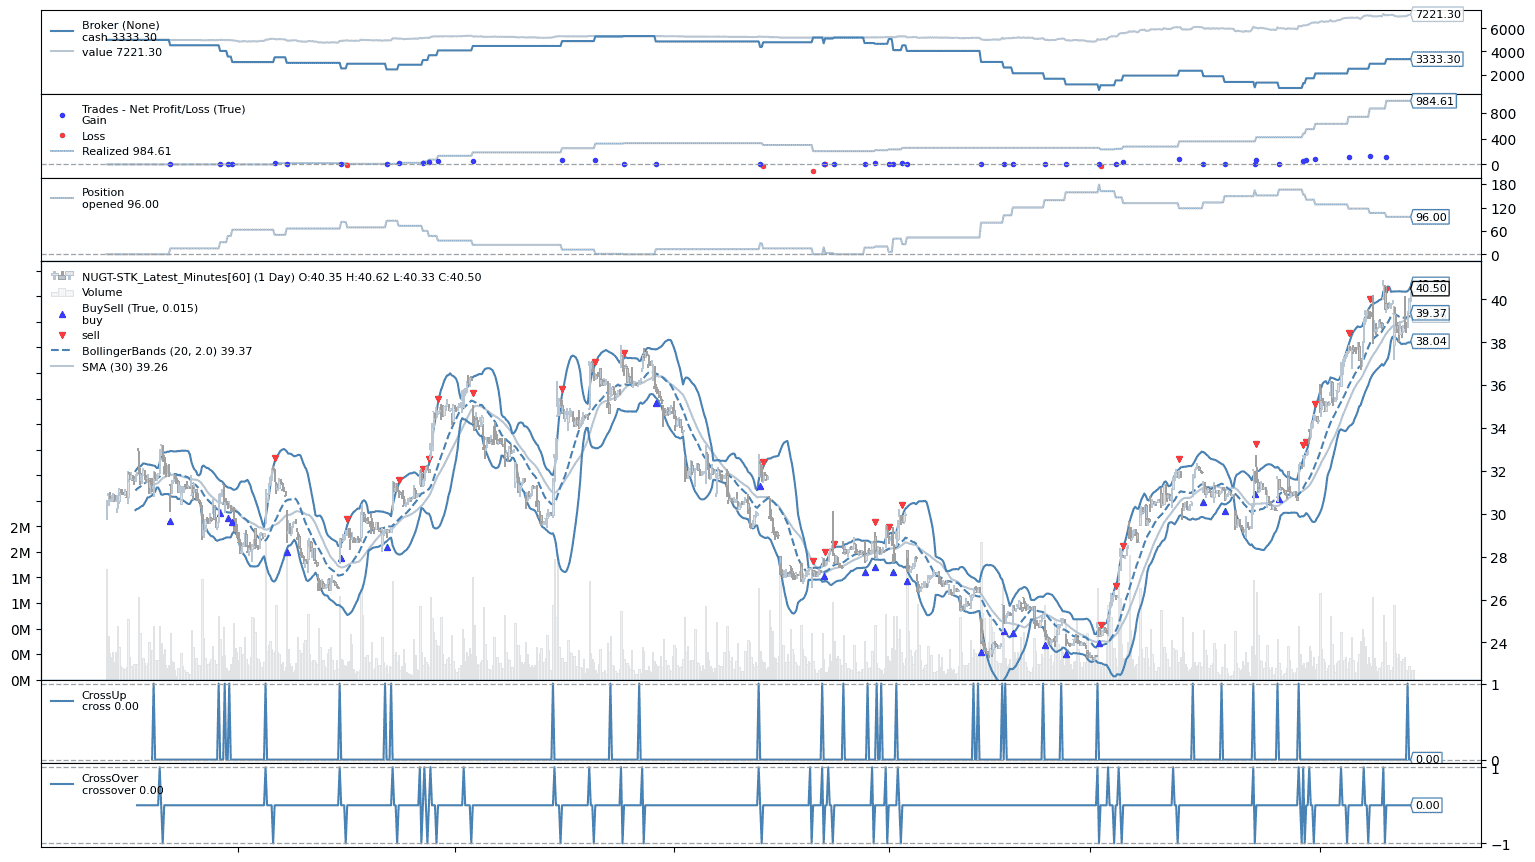 Broker (None)
cash 3333.30
value 7221.30
7221.30
6000
4000
3333.30
2000
Trades - Net Profit/Loss (True)
Gain
Loss
Realized 984.61
984.61
800
400
0
Position
opened 96.00
180
120
96.00
60
0
NUGT-STK_Latest_Minutes[60] (1 Day) O:40.35 H:40.62 L:40.33 C:40.50
Volume
BuySell (True, 0.015)
buy
sell
BollingerBands (20, 2.0) 39.37
SMA (30) 39.26
40.50
40
39.37
38.04
38
36
34
32
30
28
26
24
2M
2M
1M
1M
0M
0M
0M
CrossUp
cross 0.00
1
0.00
0
CrossOver
crossover 0.00
1
0.00
−1